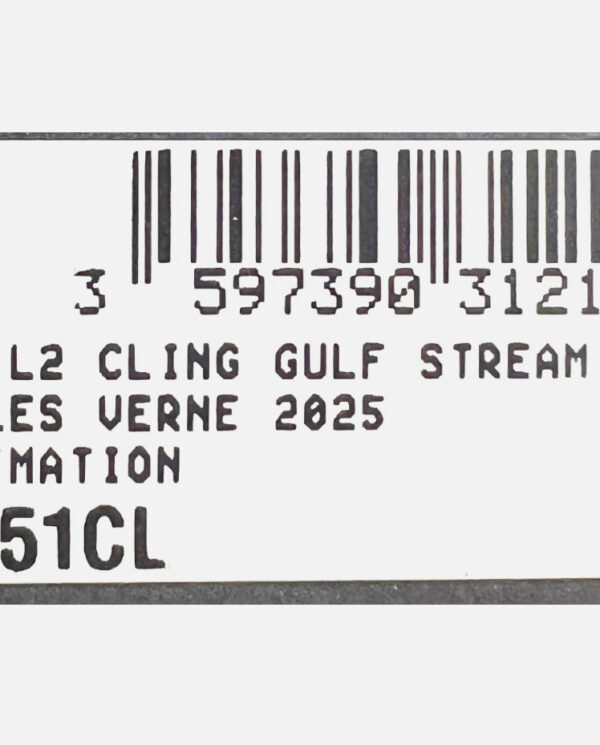 3 597390 3121
L2 CLING GULF STREAM
LES VERNE 2025
MATION
51CL